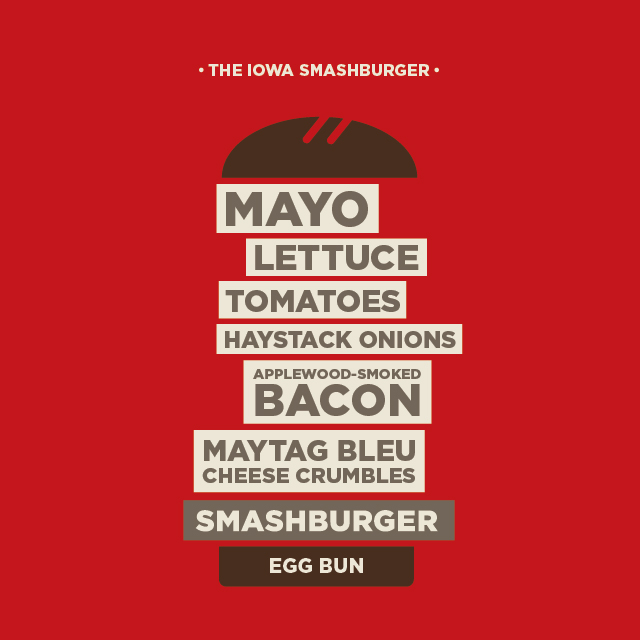 • THE IOWA SMASHBURGER •
MAYO
LETTUCE
TOMATOES
HAYSTACK ONIONS
APPLEWOOD-SMOKED
BACON
MAYTAG BLEU
CHEESE CRUMBLES
SMASHBURGER
EGG BUN